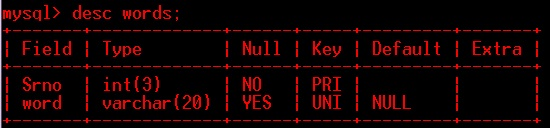 mysql> desc words;
+-------+-------------+------+-----+---------+-------+
| Field | Type        | Null | Key | Default | Extra |
+-------+-------------+------+-----+---------+-------+
| Srno  | int(3)      | NO   | PRI |         |       |
| word  | varchar(20) | YES  | UNI | NULL    |       |
+-------+-------------+------+-----+---------+-------+